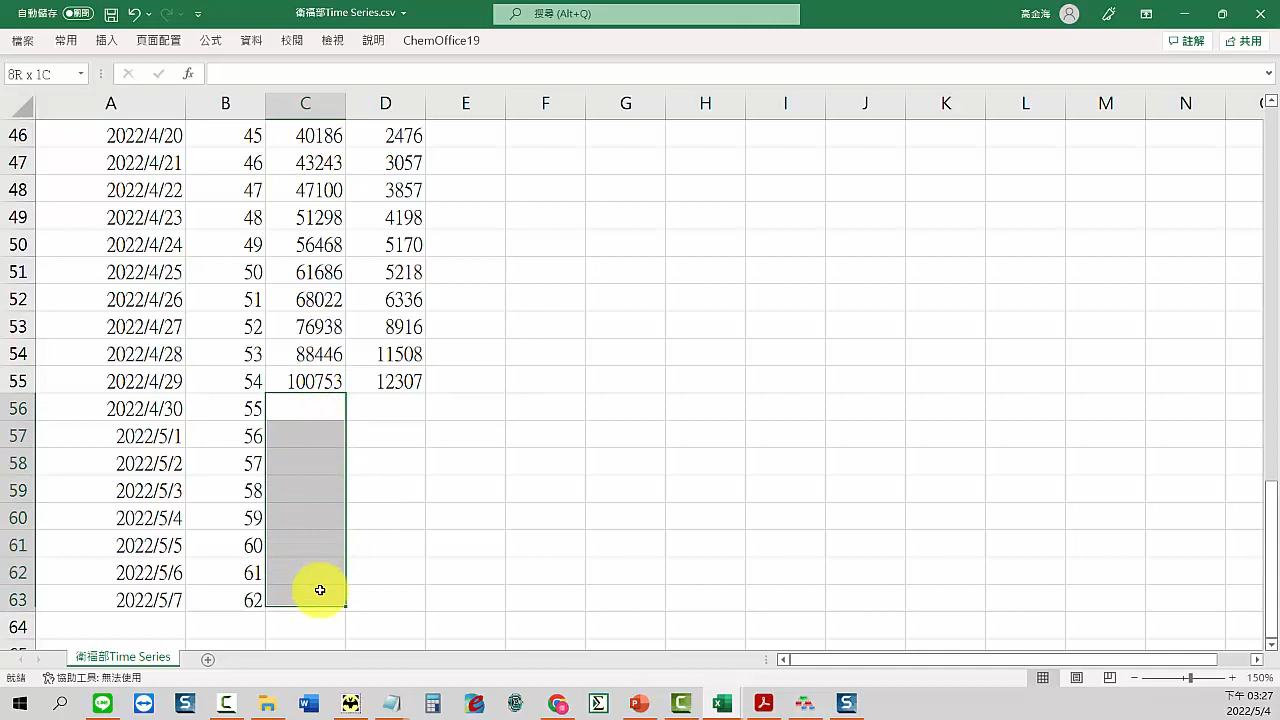 自動儲存 關閉 衛福部Time Series.csv 搜尋 (Alt+Q) 高金海
檔案 常用 插入 頁面配置 公式 資料 校閱 檢視 說明 ChemOffice19 註解 共用
8R x 1C fx
A B C D E F G H I J K L M N
46 2022/4/20 45 40186 2476
47 2022/4/21 46 43243 3057
48 2022/4/22 47 47100 3857
49 2022/4/23 48 51298 4198
50 2022/4/24 49 56468 5170
51 2022/4/25 50 61686 5218
52 2022/4/26 51 68022 6336
53 2022/4/27 52 76938 8916
54 2022/4/28 53 88446 11508
55 2022/4/29 54 100753 12307
56 2022/4/30 55
57 2022/5/1 56
58 2022/5/2 57
59 2022/5/3 58
60 2022/5/4 59
61 2022/5/5 60
62 2022/5/6 61
63 2022/5/7 62
64
衛福部Time Series
就緒 協助工具: 無法使用 150%
下午 03:27
2022/5/4